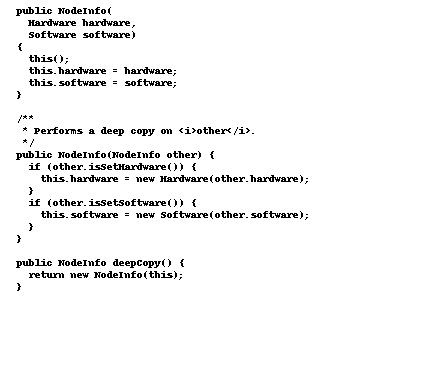 public NodeInfo(
  Hardware hardware,
  Software software)
{
  this();
  this.hardware = hardware;
  this.software = software;
}

/**
 * Performs a deep copy on <i>other</i>.
 */
public NodeInfo(NodeInfo other) {
  if (other.isSetHardware()) {
    this.hardware = new Hardware(other.hardware);
  }
  if (other.isSetSoftware()) {
    this.software = new Software(other.software);
  }
}

public NodeInfo deepCopy() {
  return new NodeInfo(this);
}